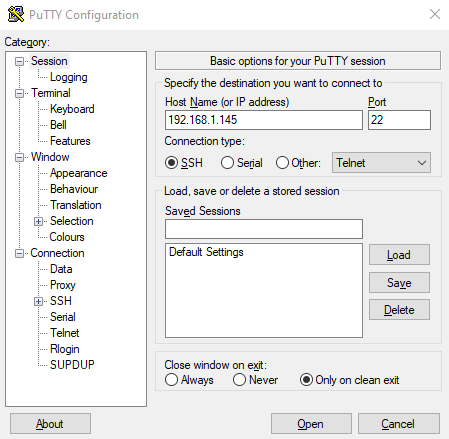 PuTTY Configuration
Category:
Session
Logging
Terminal
Keyboard
Bell
Features
Window
Appearance
Behaviour
Translation
Selection
Colours
Connection
Data
Proxy
SSH
Serial
Telnet
Rlogin
SUPDUP
Basic options for your PuTTY session
Specify the destination you want to connect to
Host Name (or IP address) Port
192.168.1.145 22
Connection type:
SSH Serial Other: Telnet
Load, save or delete a stored session
Saved Sessions
Default Settings
Load
Save
Delete
Close window on exit:
Always Never Only on clean exit
About Open Cancel